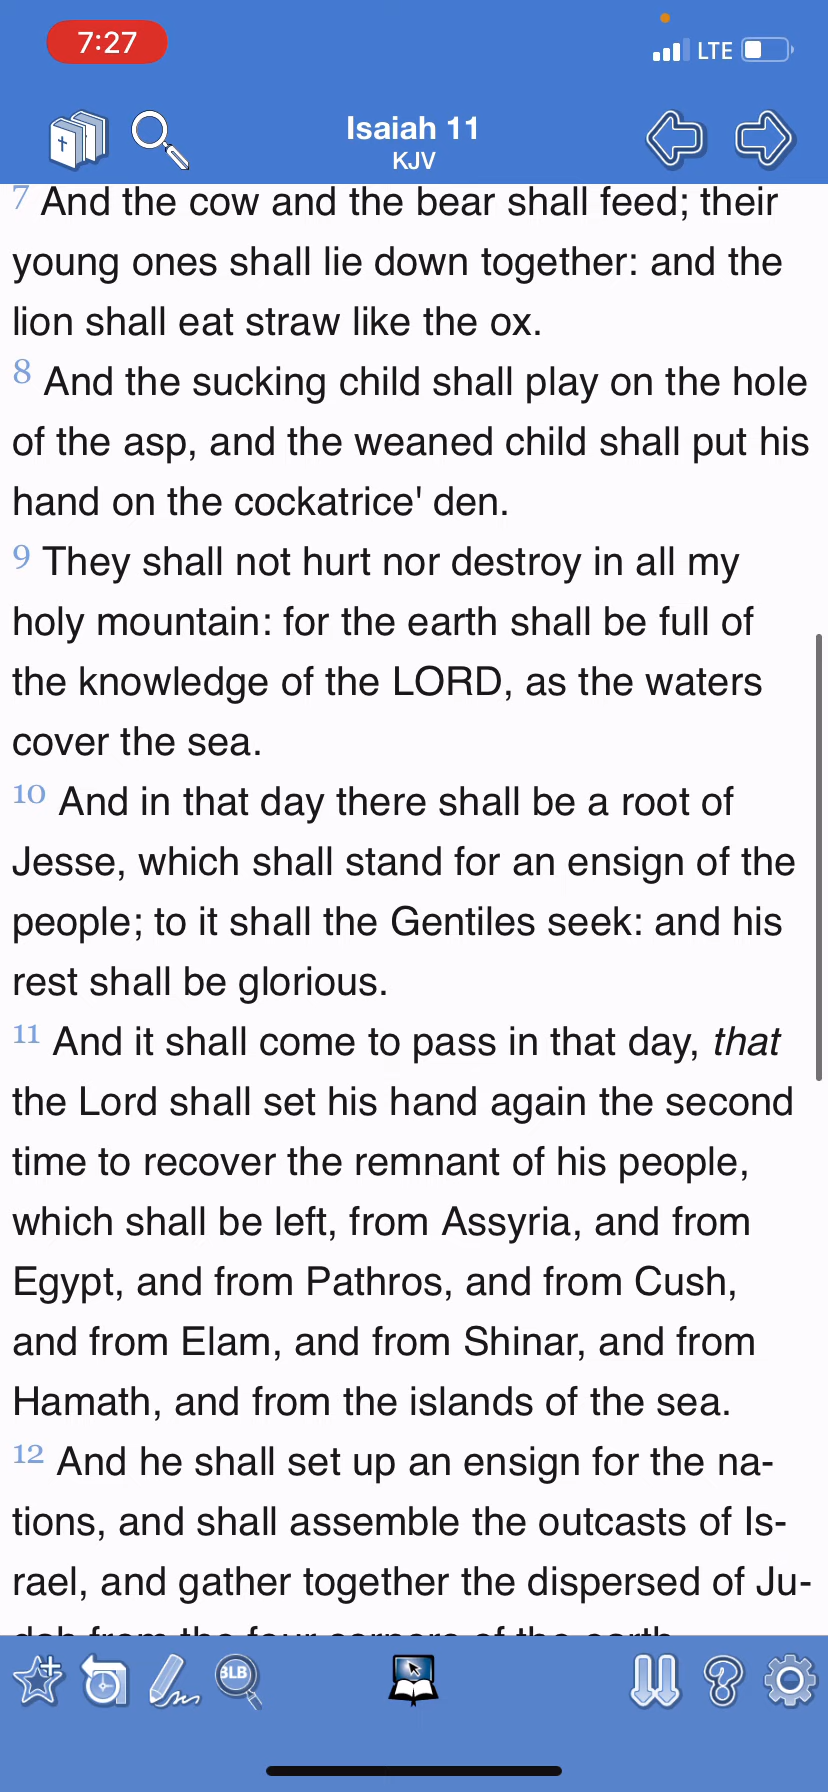 7:27
LTE
Isaiah 11
KJV
7 And the cow and the bear shall feed; their
young ones shall lie down together: and the
lion shall eat straw like the ox.
8 And the sucking child shall play on the hole
of the asp, and the weaned child shall put his
hand on the cockatrice' den.
9 They shall not hurt nor destroy in all my
holy mountain: for the earth shall be full of
the knowledge of the LORD, as the waters
cover the sea.
10 And in that day there shall be a root of
Jesse, which shall stand for an ensign of the
people; to it shall the Gentiles seek: and his
rest shall be glorious.
11 And it shall come to pass in that day, that
the Lord shall set his hand again the second
time to recover the remnant of his people,
which shall be left, from Assyria, and from
Egypt, and from Pathros, and from Cush,
and from Elam, and from Shinar, and from
Hamath, and from the islands of the sea.
12 And he shall set up an ensign for the na-
tions, and shall assemble the outcasts of Is-
rael, and gather together the dispersed of Ju-
dah from the four corners of the earth.
BLB